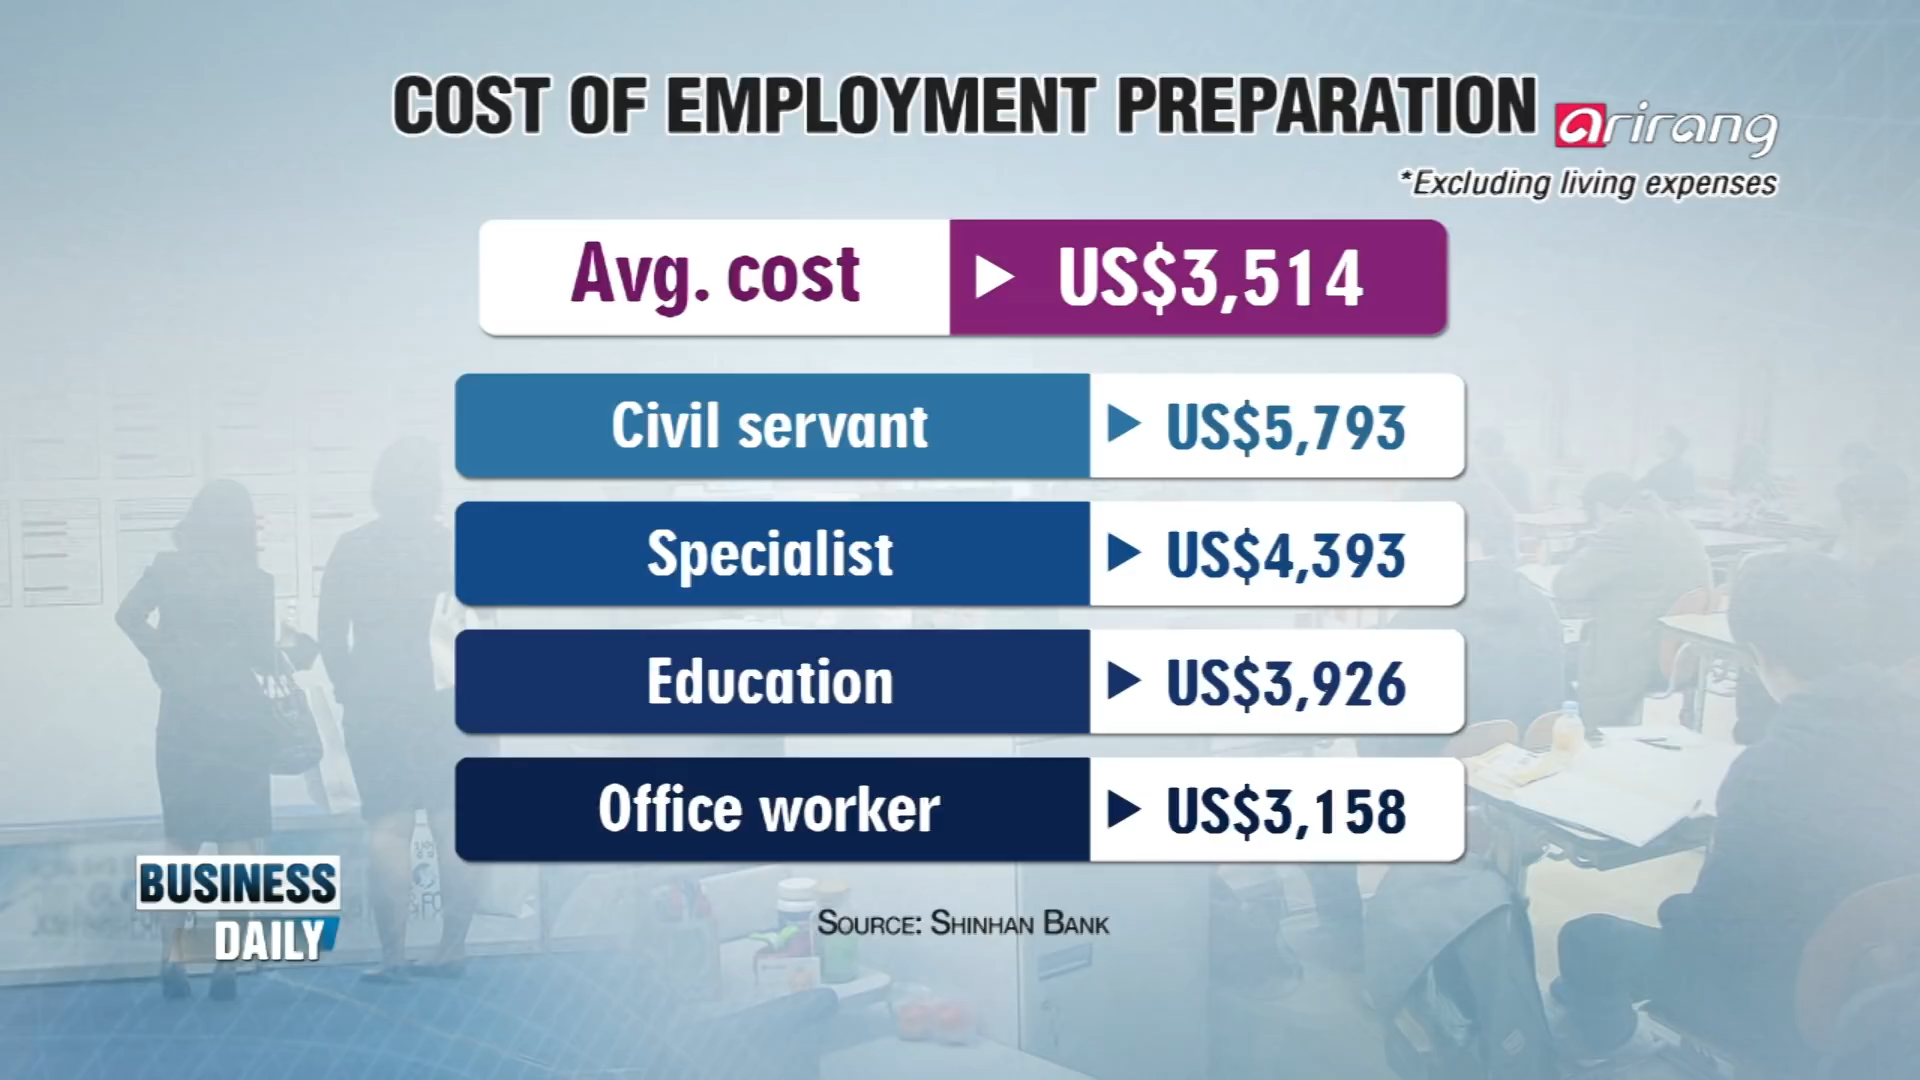 COST OF EMPLOYMENT PREPARATION
arirang
*Excluding living expenses
Avg. cost ▶ US$3,514
Civil servant ▶ US$5,793
Specialist ▶ US$4,393
Education ▶ US$3,926
Office worker ▶ US$3,158
BUSINESS
DAILY
SOURCE: SHINHAN BANK